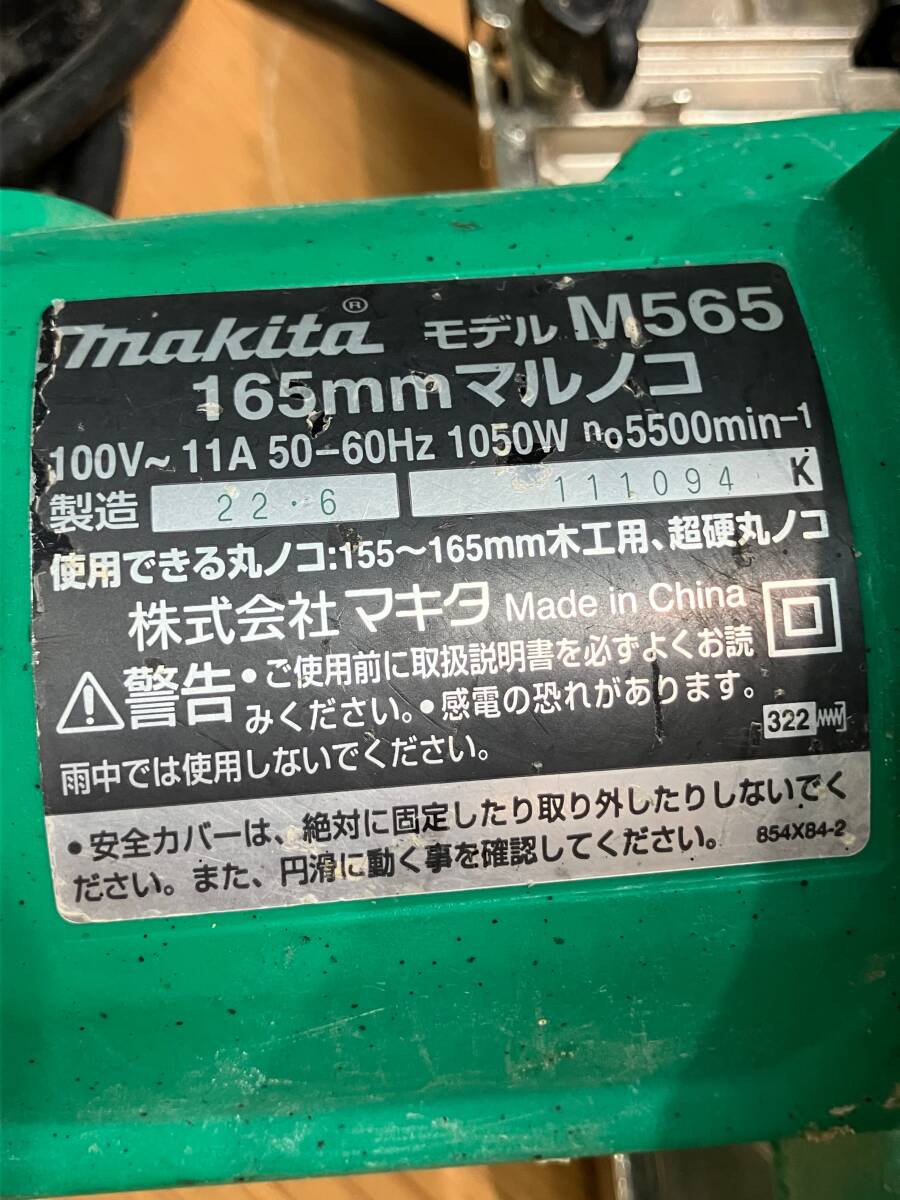 makita® モデル M565
165mmマルノコ
100V~ 11A 50-60Hz 1050W n₀5500min-1
製造 22・6 111094 K
使用できる丸ノコ:155~165mm木工用、超硬丸ノコ
株式会社マキタ Made in China
警告 •ご使用前に取扱説明書を必ずよくお読
みください。•感電の恐れがあります。
雨中では使用しないでください。
322
•安全カバーは、絶対に固定したり取り外したりしないでく
ださい。また、円滑に動く事を確認してください。 854X84-2